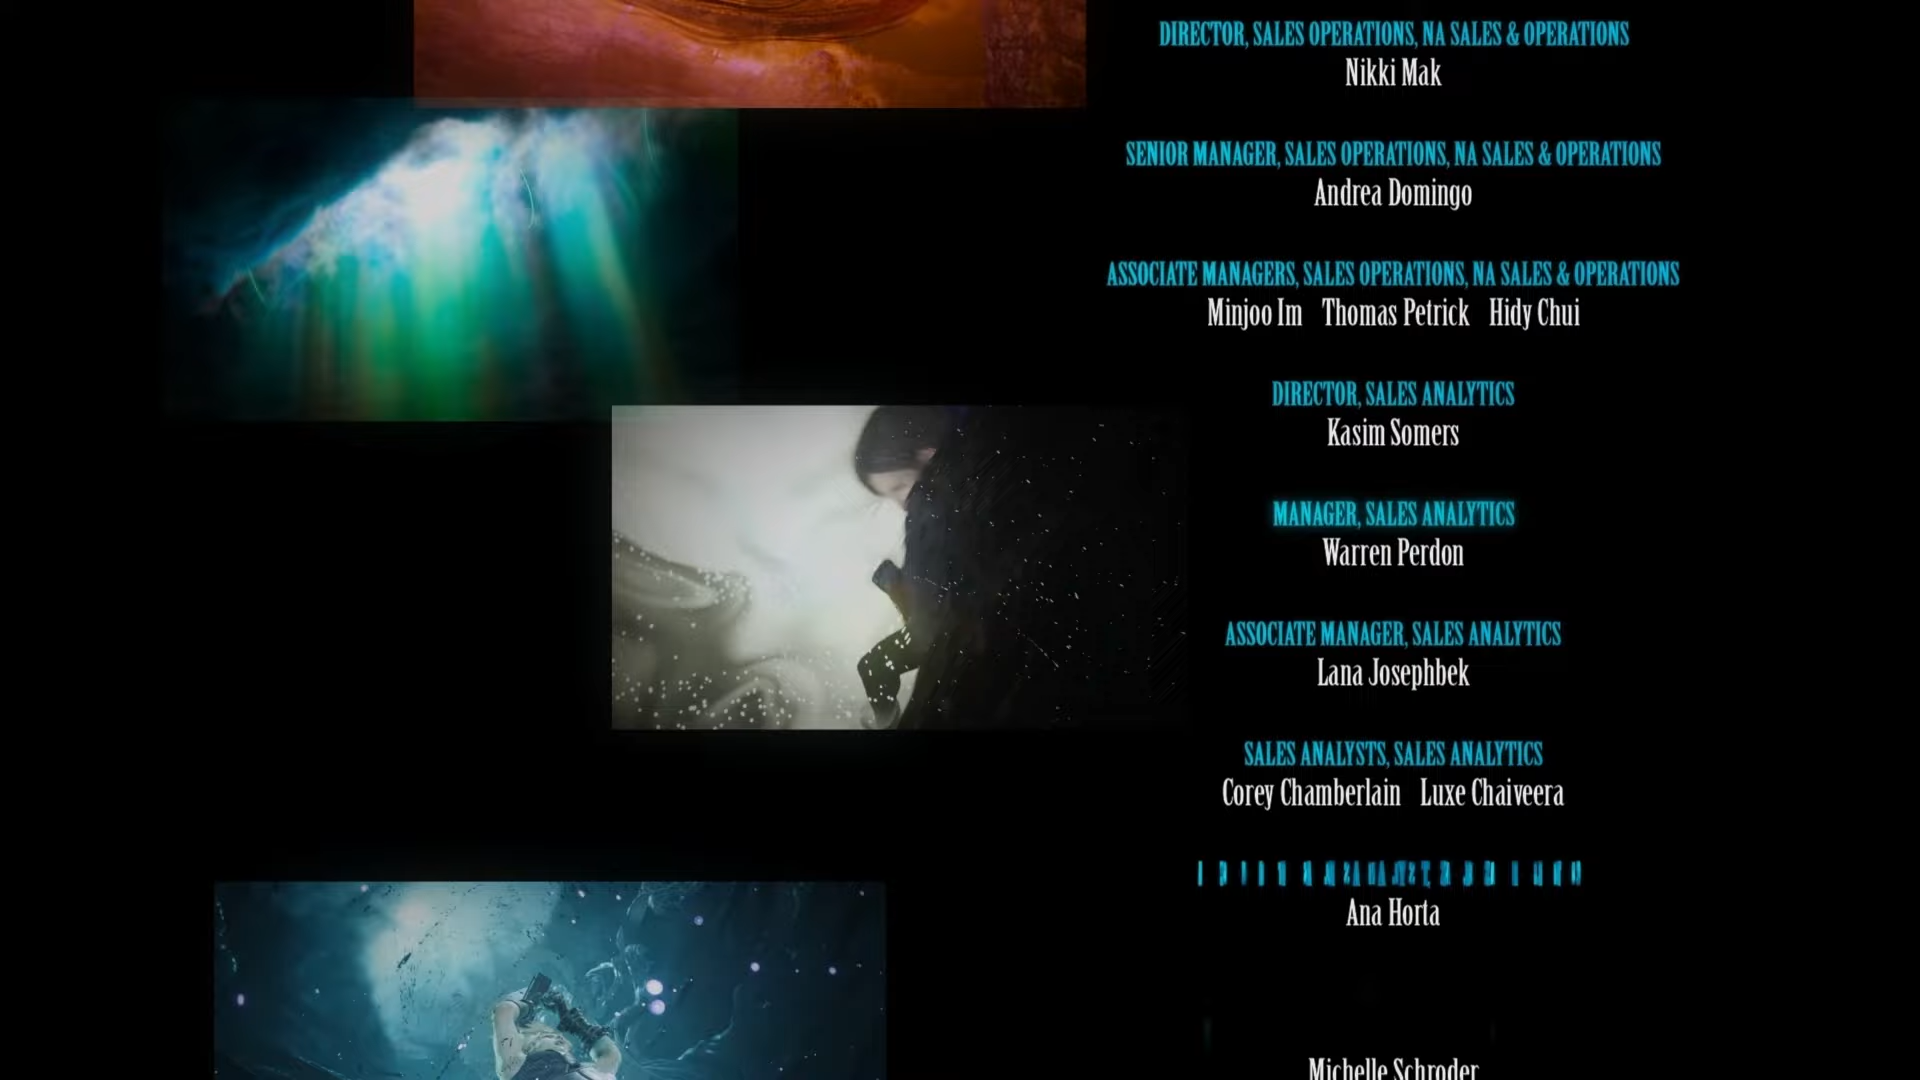 DIRECTOR, SALES OPERATIONS, NA SALES & OPERATIONS
Nikki Mak
SENIOR MANAGER, SALES OPERATIONS, NA SALES & OPERATIONS
Andrea Domingo
ASSOCIATE MANAGERS, SALES OPERATIONS, NA SALES & OPERATIONS
Minjoo Im Thomas Petrick Hidy Chui
DIRECTOR, SALES ANALYTICS
Kasim Somers
MANAGER, SALES ANALYTICS
Warren Perdon
ASSOCIATE MANAGER, SALES ANALYTICS
Lana Josephbek
SALES ANALYSTS, SALES ANALYTICS
Corey Chamberlain Luxe Chaiveera
Ana Horta
Michelle Schroder